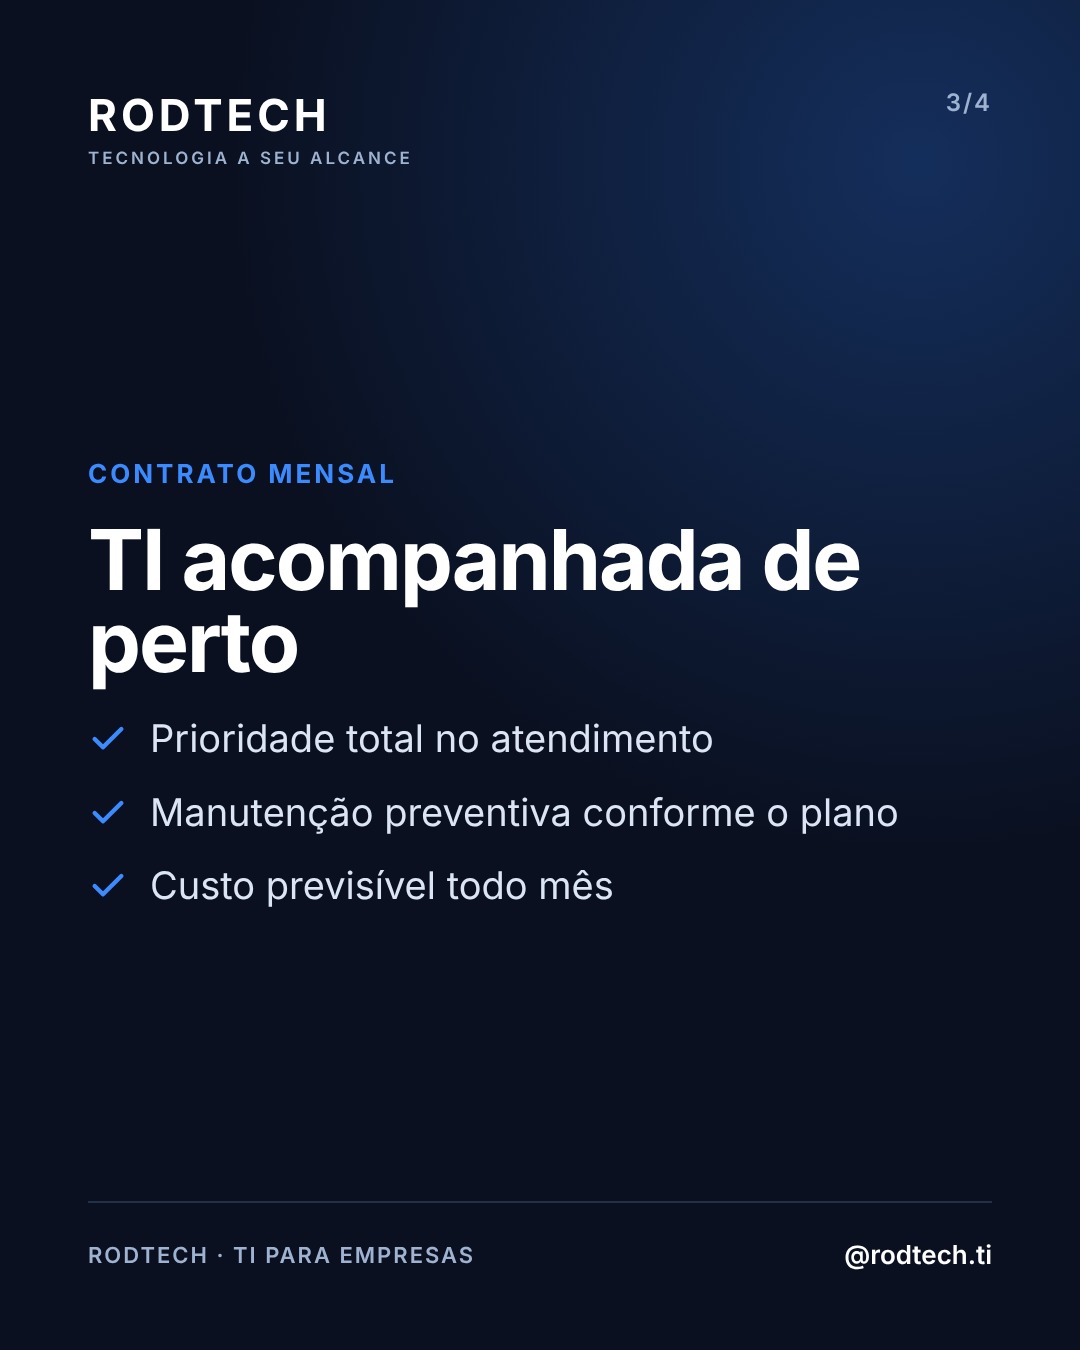 RODTECH
TECNOLOGIA A SEU ALCANCE
3/4
CONTRATO MENSAL
TI acompanhada de
perto
Prioridade total no atendimento
Manutenção preventiva conforme o plano
Custo previsível todo mês
RODTECH · TI PARA EMPRESAS
@rodtech.ti